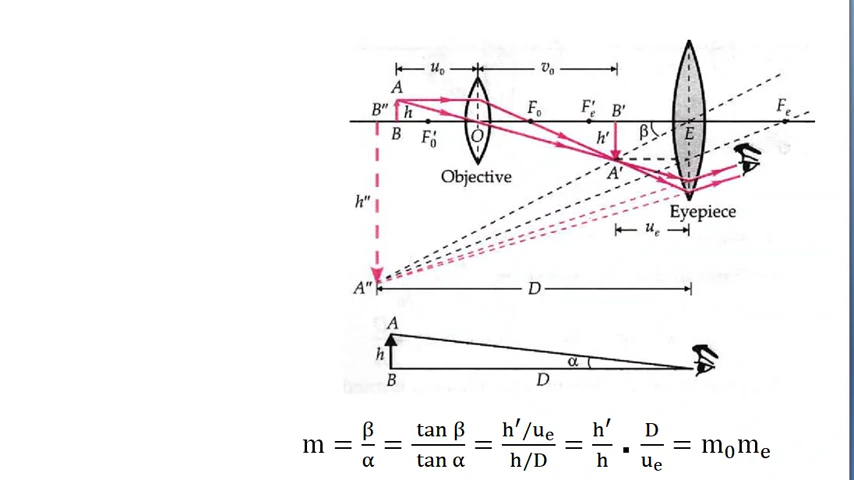 u₀ v₀
A
B″ h F₀ F′ₑ B′ β Fₑ
B F′₀ O h′ E
A′
Objective
h″ Eyepiece
uₑ
A″ D
A
h α
B D
m = β/α = tan β/tan α = h′/uₑ/h/D = h′/h . D/uₑ = m₀mₑ